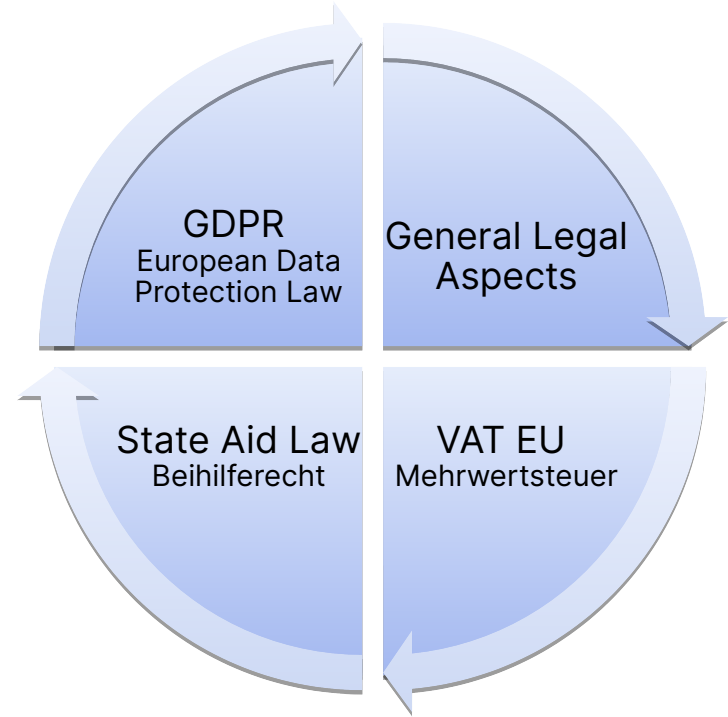 GDPR
European Data
Protection Law
General Legal
Aspects
State Aid Law
Beihilferecht
VAT EU
Mehrwertsteuer